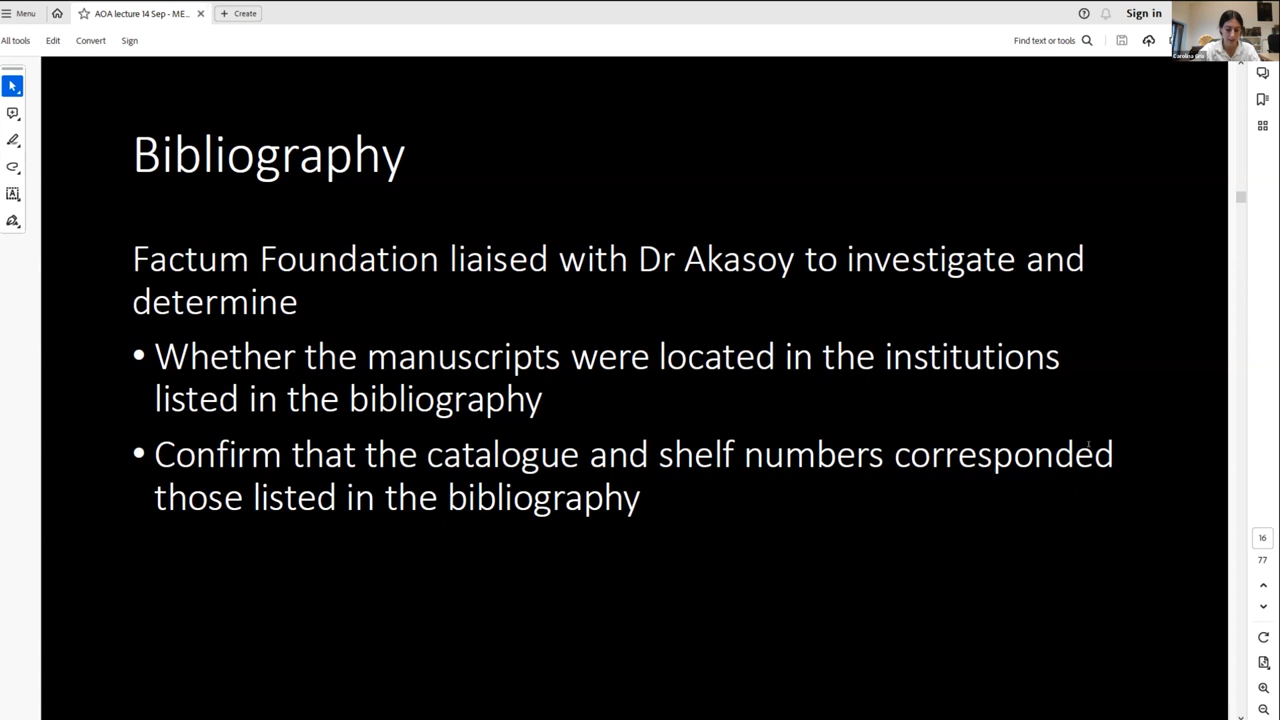 Menu
AOA lecture 14 Sep - ME...
Create
Sign in
All tools
Edit
Convert
Sign
Find text or tools
Bibliography
Factum Foundation liaised with Dr Akasoy to investigate and
determine
• Whether the manuscripts were located in the institutions
listed in the bibliography
• Confirm that the catalogue and shelf numbers corresponded
those listed in the bibliography
16
77